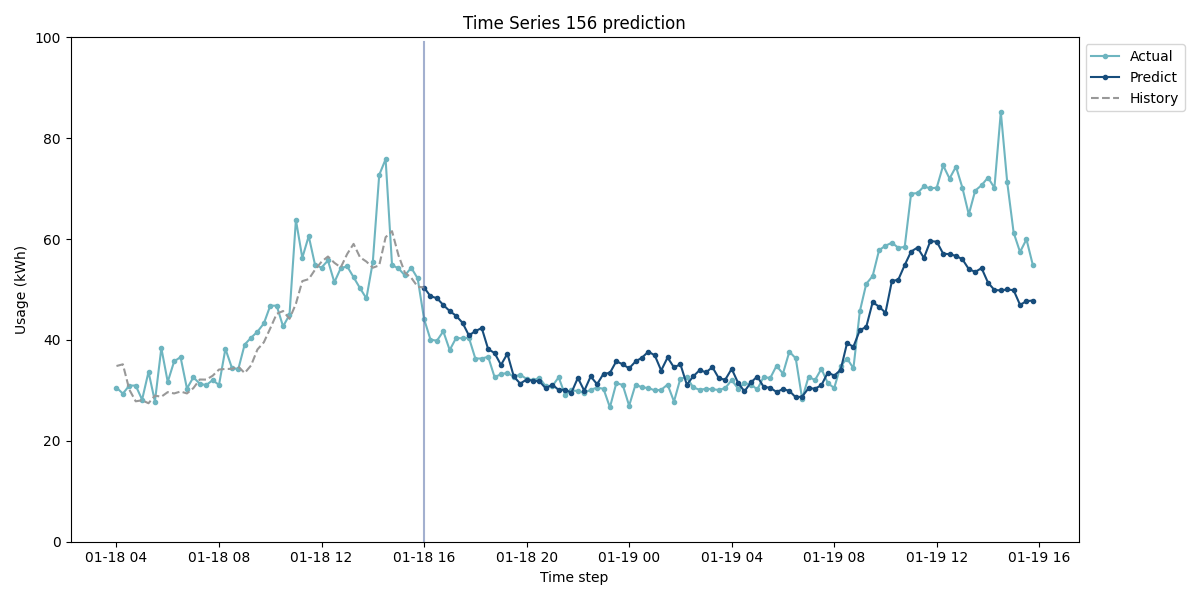 Time Series 156 prediction
100
80
60
40
20
0
Usage (kWh)
01-18 04
01-18 08
01-18 12
01-18 16
01-18 20
01-19 00
01-19 04
01-19 08
01-19 12
01-19 16
Time step
Actual
Predict
History